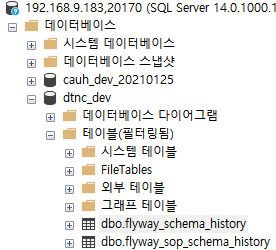 192.168.9.183,20170 (SQL Server 14.0.1000.1
데이터베이스
시스템 데이터베이스
데이터베이스 스냅샷
cauh_dev_20210125
dtnc_dev
데이터베이스 다이어그램
테이블(필터링됨)
시스템 테이블
FileTables
외부 테이블
그래프 테이블
dbo.flyway_schema_history
dbo.flyway_sop_schema_history